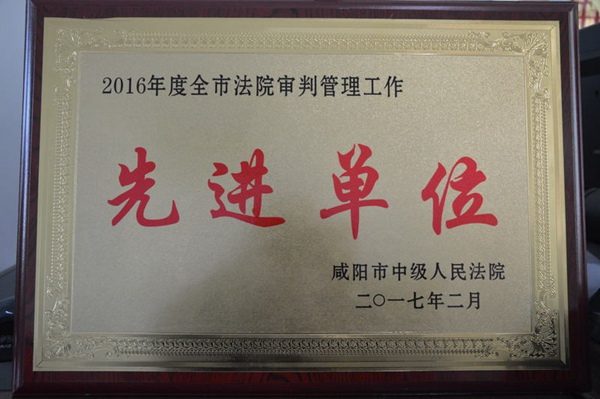 2016年度全市法院审判管理工作
先进单位
咸阳市中级人民法院
二〇一七年二月